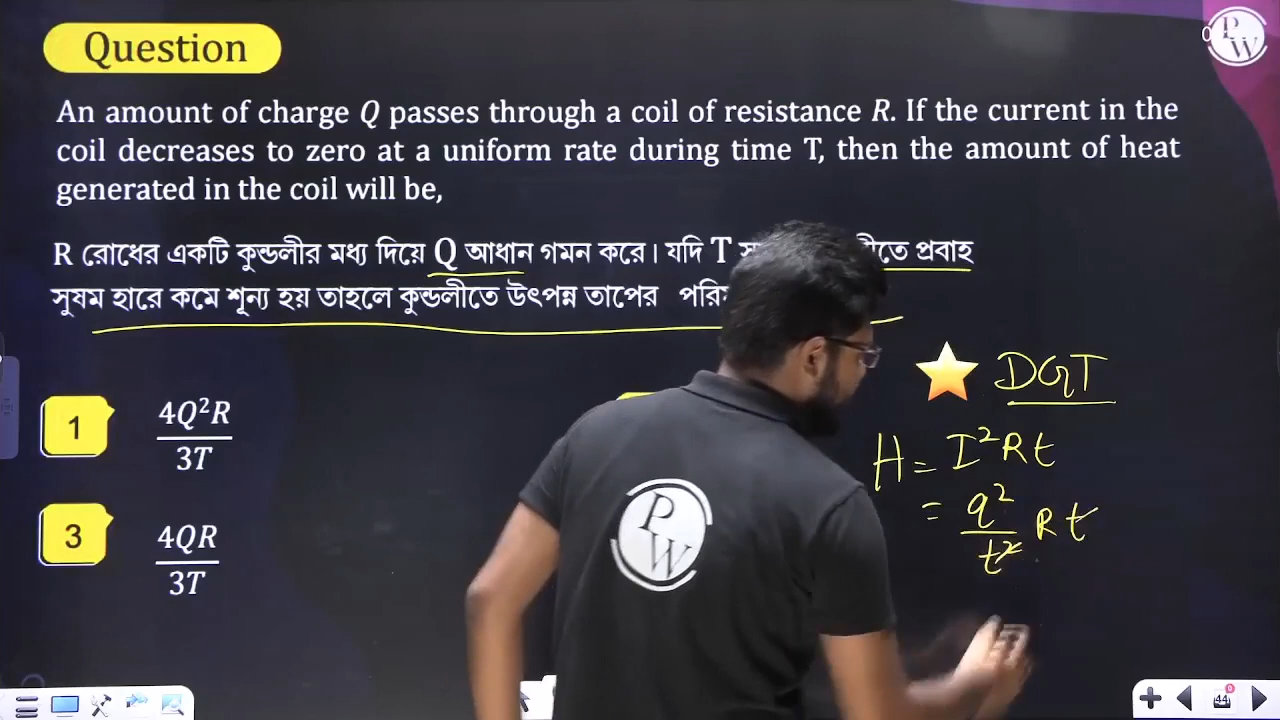 Question
An amount of charge Q passes through a coil of resistance R. If the current in the
coil decreases to zero at a uniform rate during time T, then the amount of heat
generated in the coil will be,
R রোধের একটি কুন্ডলীর মধ্য দিয়ে Q আধান গমন করে। যদি T তে প্রবাহ
সুষম হারে কমে শূন্য হয় তাহলে কুন্ডলীতে উৎপন্ন তাপের
1
4Q²R
3T
3
4QR
3T
DGT
H = I²Rt
= q²/t² Rt
P
W
P
W
44